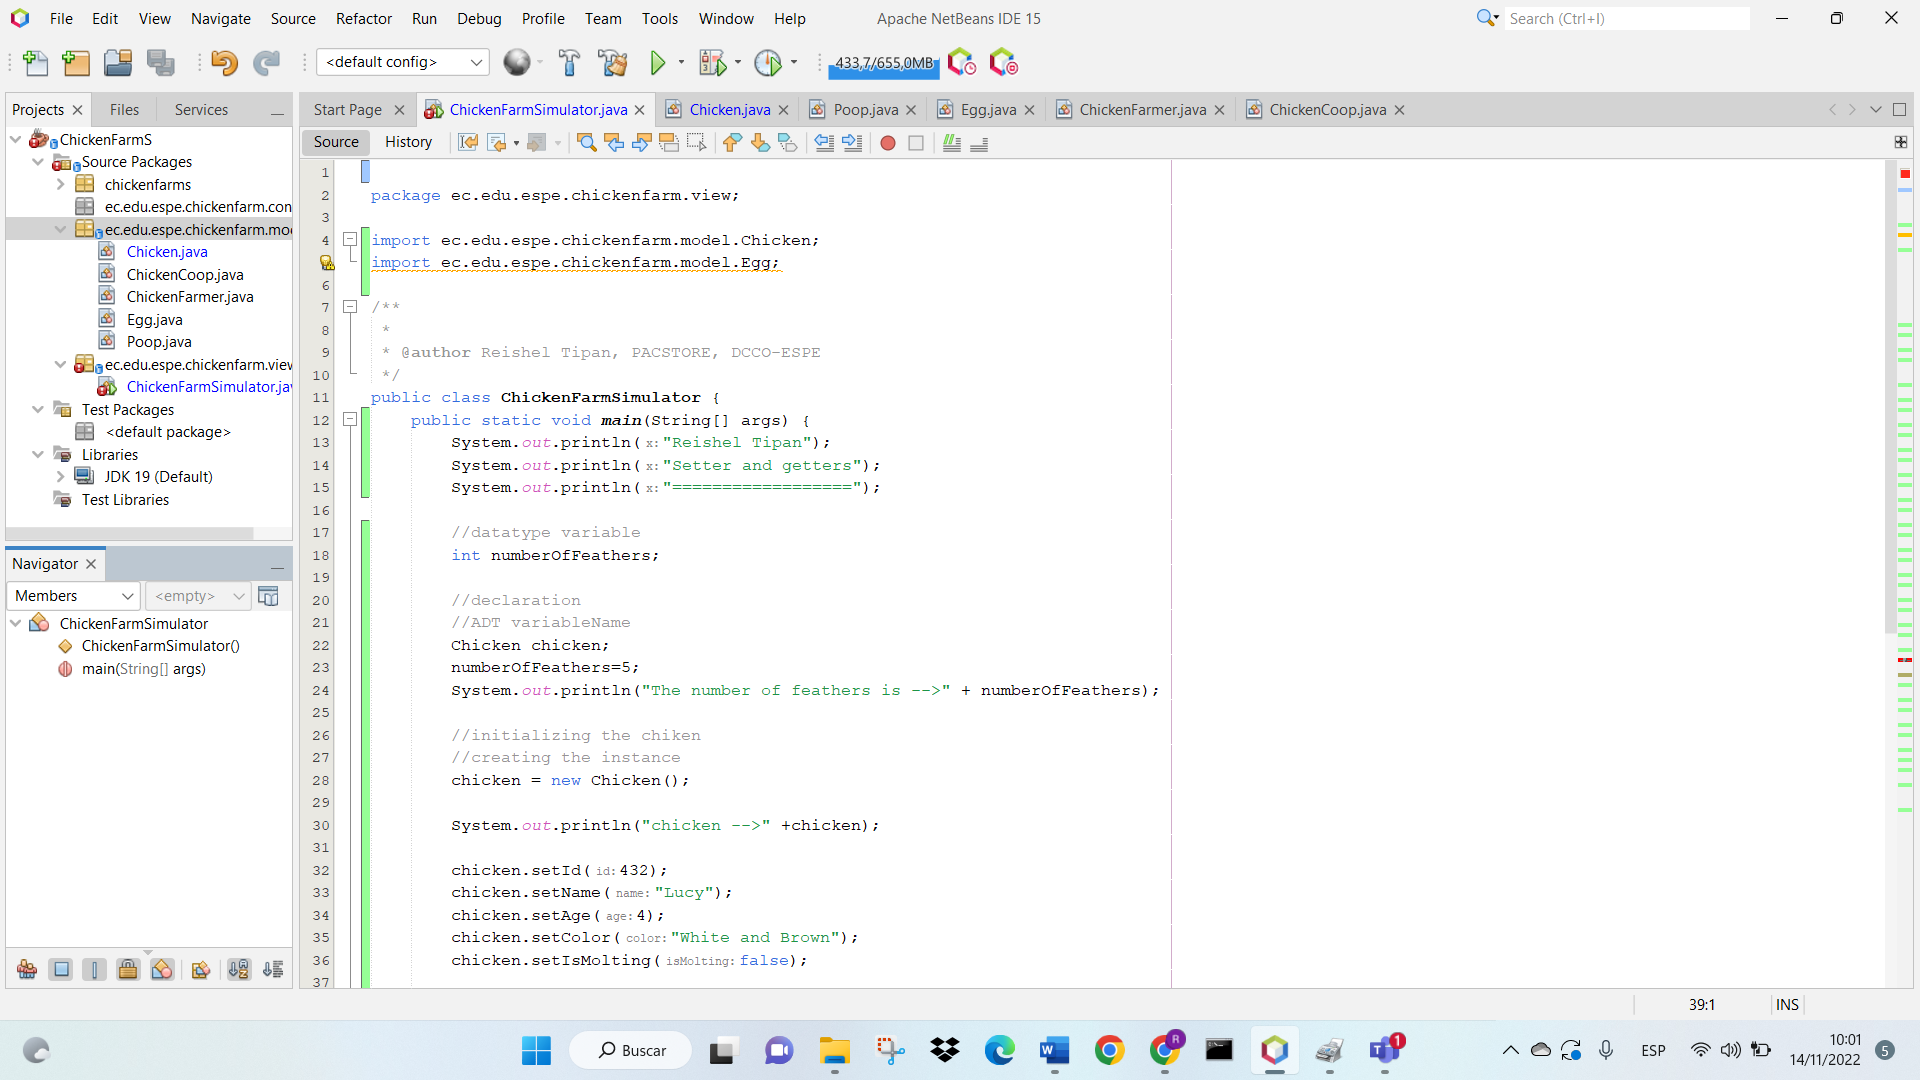 File Edit View Navigate Source Refactor Run Debug Profile Team Tools Window Help Apache NetBeans IDE 15 Search (Ctrl+I)
<default config> 433,7/655,0MB
Projects Files Services Start Page ChickenFarmSimulator.java Chicken.java Poop.java Egg.java ChickenFarmer.java ChickenCoop.java
Source History
ChickenFarmS
Source Packages
chickenfarms
ec.edu.espe.chickenfarm.con
ec.edu.espe.chickenfarm.mo
Chicken.java
ChickenCoop.java
ChickenFarmer.java
Egg.java
Poop.java
ec.edu.espe.chickenfarm.view
ChickenFarmSimulator.ja
Test Packages
<default package>
Libraries
JDK 19 (Default)
Test Libraries
Navigator
Members <empty>
ChickenFarmSimulator
ChickenFarmSimulator()
main(String[] args)
1
2 package ec.edu.espe.chickenfarm.view;
3
4 import ec.edu.espe.chickenfarm.model.Chicken;
import ec.edu.espe.chickenfarm.model.Egg;
6
7 /**
8 *
9 * @author Reishel Tipan, PACSTORE, DCCO-ESPE
10 */
11 public class ChickenFarmSimulator {
12 public static void main(String[] args) {
13 System.out.println( x: "Reishel Tipan");
14 System.out.println( x: "Setter and getters");
15 System.out.println( x: "==================");
16
17 //datatype variable
18 int numberOfFeathers;
19
20 //declaration
21 //ADT variableName
22 Chicken chicken;
23 numberOfFeathers=5;
24 System.out.println("The number of feathers is -->" + numberOfFeathers);
25
26 //initializing the chiken
27 //creating the instance
28 chicken = new Chicken();
29
30 System.out.println("chicken -->" +chicken);
31
32 chicken.setId( id: 432);
33 chicken.setName( name: "Lucy");
34 chicken.setAge( age: 4);
35 chicken.setColor( color: "White and Brown");
36 chicken.setIsMolting( isMolting: false);
37
39:1 INS
Buscar R 1 ESP 10:01
14/11/2022 5